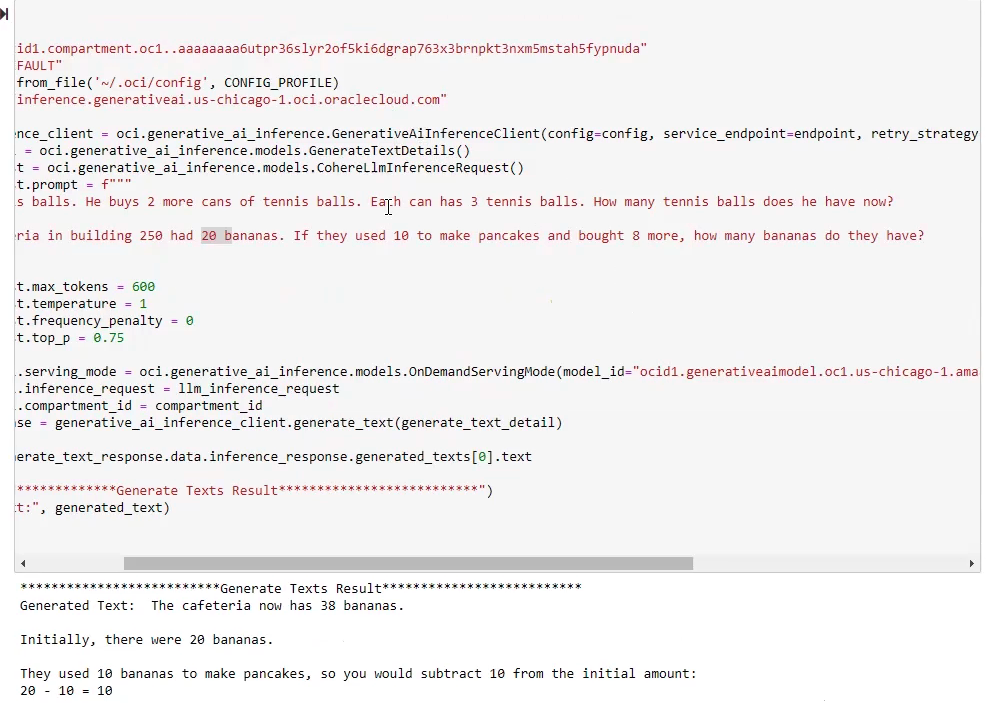 id1.compartment.oc1..aaaaaaaa6utpr36slyr2of5ki6dgrap763x3brnpkt3nxm5mstah5fypnuda"
FAULT"
from_file('~/.oci/config', CONFIG_PROFILE)
inference.generativeai.us-chicago-1.oci.oraclecloud.com"
nce_client = oci.generative_ai_inference.GenerativeAiInferenceClient(config=config, service_endpoint=endpoint, retry_strategy
= oci.generative_ai_inference.models.GenerateTextDetails()
t = oci.generative_ai_inference.models.CohereLlmInferenceRequest()
t.prompt = f"""
s balls. He buys 2 more cans of tennis balls. Each can has 3 tennis balls. How many tennis balls does he have now?
ria in building 250 had 20 bananas. If they used 10 to make pancakes and bought 8 more, how many bananas do they have?
t.max_tokens = 600
t.temperature = 1
t.frequency_penalty = 0
t.top_p = 0.75
.serving_mode = oci.generative_ai_inference.models.OnDemandServingMode(model_id="ocid1.generativeaimodel.oc1.us-chicago-1.ama
.inference_request = llm_inference_request
.compartment_id = compartment_id
se = generative_ai_inference_client.generate_text(generate_text_detail)
erate_text_response.data.inference_response.generated_texts[0].text
*************Generate Texts Result**************************")
t:", generated_text)
**************************Generate Texts Result**************************
Generated Text:  The cafeteria now has 38 bananas.
Initially, there were 20 bananas.
They used 10 bananas to make pancakes, so you would subtract 10 from the initial amount:
20 - 10 = 10